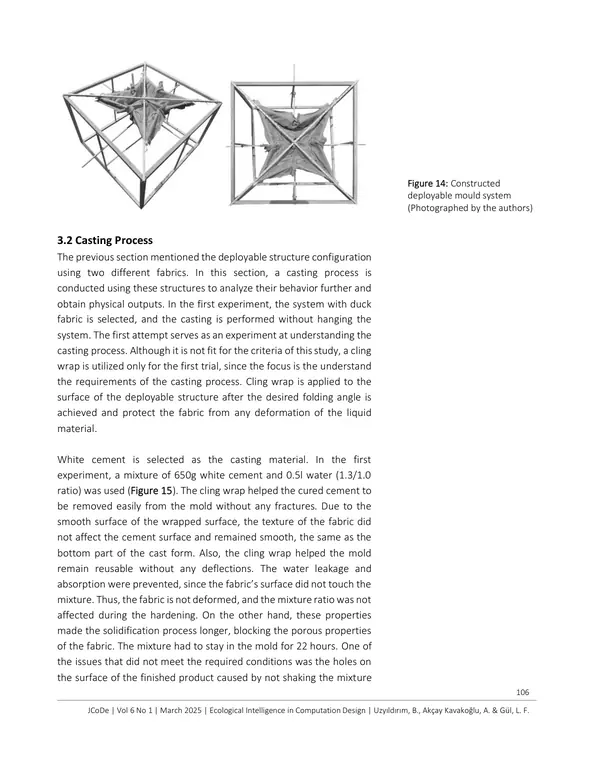 Figure 14: Constructed
deployable mould system
(Photographed by the authors)
3.2 Casting Process
The previous section mentioned the deployable structure configuration
using two different fabrics. In this section, a casting process is
conducted using these structures to analyze their behavior further and
obtain physical outputs. In the first experiment, the system with duck
fabric is selected, and the casting is performed without hanging the
system. The first attempt serves as an experiment at understanding the
casting process. Although it is not fit for the criteria of this study, a cling
wrap is utilized only for the first trial, since the focus is the understand
the requirements of the casting process. Cling wrap is applied to the
surface of the deployable structure after the desired folding angle is
achieved and protect the fabric from any deformation of the liquid
material.
White cement is selected as the casting material. In the first
experiment, a mixture of 650g white cement and 0.5l water (1.3/1.0
ratio) was used (Figure 15). The cling wrap helped the cured cement to
be removed easily from the mold without any fractures. Due to the
smooth surface of the wrapped surface, the texture of the fabric did
not affect the cement surface and remained smooth, the same as the
bottom part of the cast form. Also, the cling wrap helped the mold
remain reusable without any deflections. The water leakage and
absorption were prevented, since the fabric's surface did not touch the
mixture. Thus, the fabric is not deformed, and the mixture ratio was not
affected during the hardening. On the other hand, these properties
made the solidification process longer, blocking the porous properties
of the fabric. The mixture had to stay in the mold for 22 hours. One of
the issues that did not meet the required conditions was the holes on
the surface of the finished product caused by not shaking the mixture
106
JCoDe | Vol 6 No 1 | March 2025 | Ecological Intelligence in Computation Design | Uzyıldırım, B., Akçay Kavakoğlu, A. & Gül, L. F.